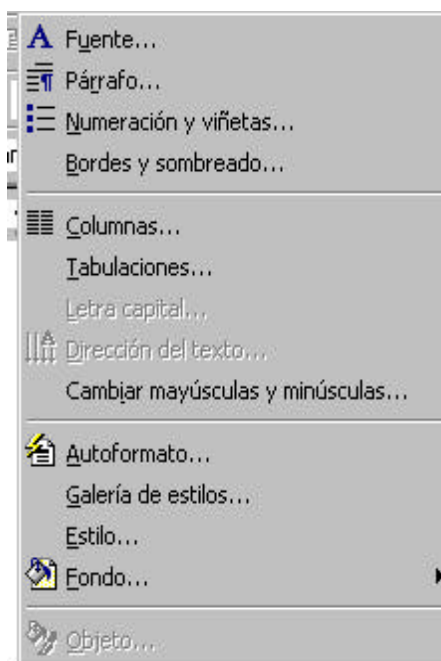 Fuente...
Párrafo...
Numeración y viñetas...
Bordes y sombreado...
Columnas...
Tabulaciones...
Letra capital...
Dirección del texto...
Cambiar mayúsculas y minúsculas...
Autoformato...
Galería de estilos...
Estilo...
Fondo...
Objeto...